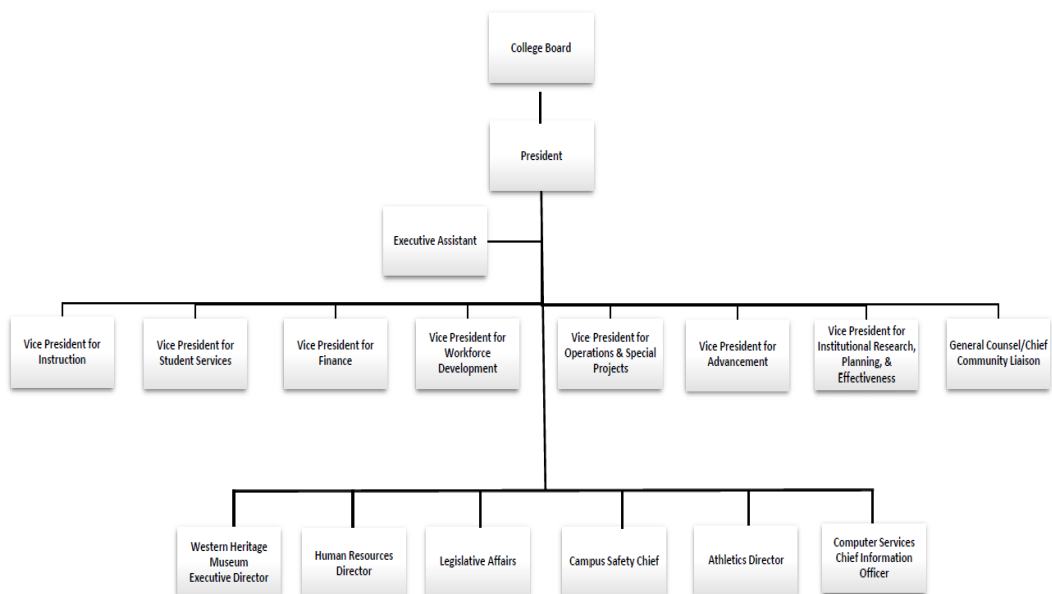 College Board
President
Executive Assistant
Vice President for
Instruction
Vice President for
Student Services
Vice President for
Finance
Vice President for
Workforce
Development
Vice President for
Operations & Special
Projects
Vice President for
Advancement
Vice President for
Institutional Research,
Planning, &
Effectiveness
General Counsel/Chief
Community Liaison
Western Heritage
Museum
Executive Director
Human Resources
Director
Legislative Affairs
Campus Safety Chief
Athletics Director
Computer Services
Chief Information
Officer